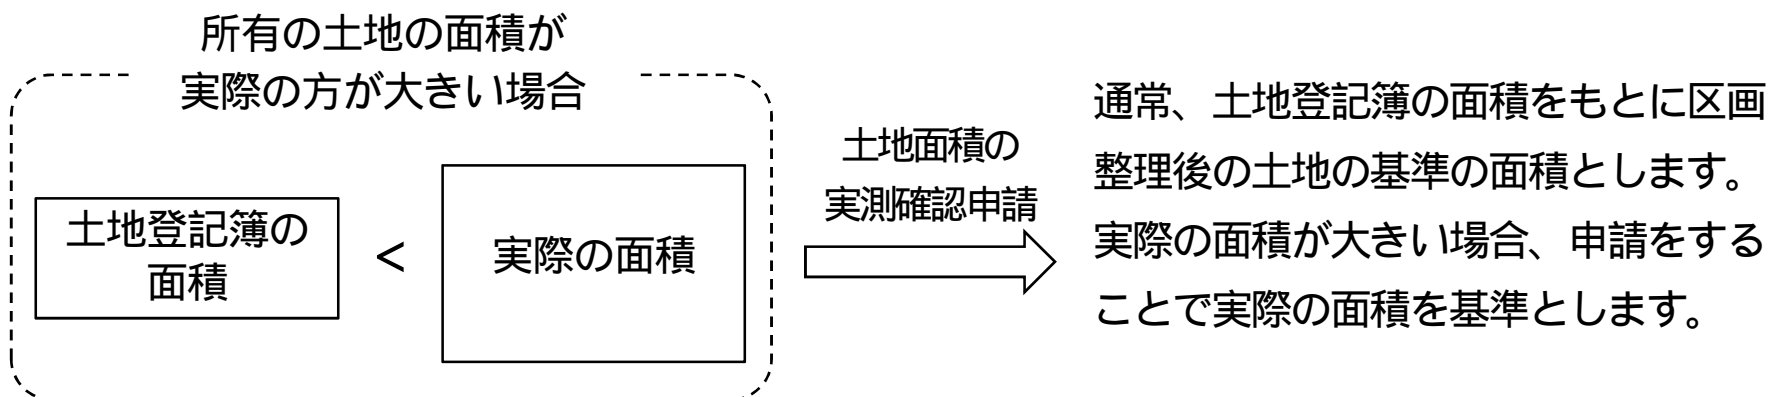 所有の土地の面積が
実際の方が大きい場合
土地登記簿の
面積
<
実際の面積
土地面積の
実測確認申請
通常、土地登記簿の面積をもとに区画
整理後の土地の基準の面積とします。
実際の面積が大きい場合、申請をする
ことで実際の面積を基準とします。